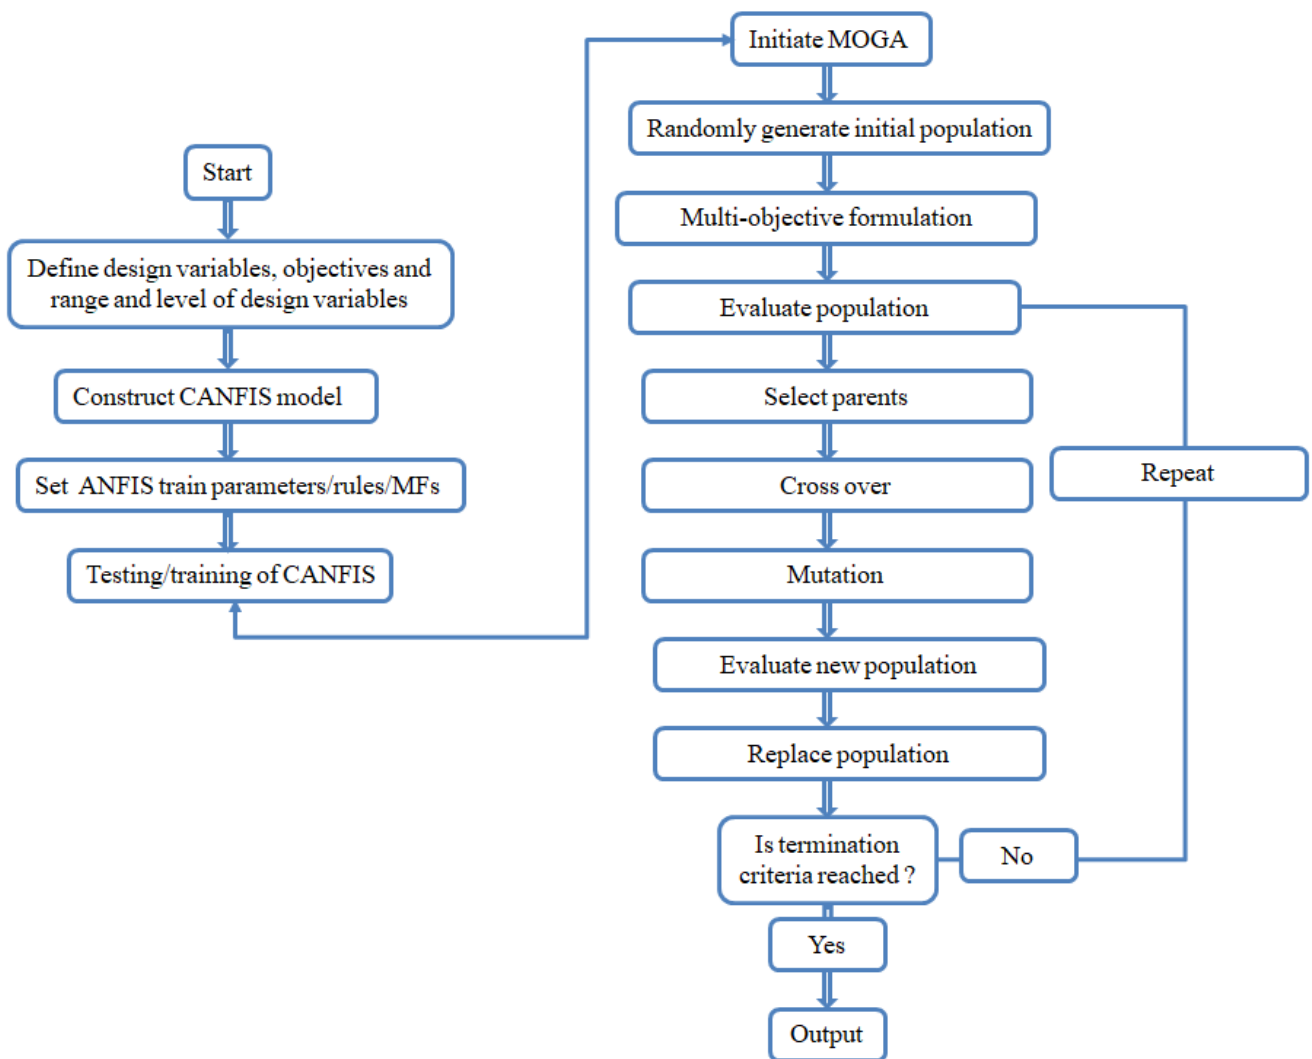 Start
Define design variables, objectives and
range and level of design variables
Construct CANFIS model
Set ANFIS train parameters/rules/MFs
Testing/training of CANFIS
Initiate MOGA
Randomly generate initial population
Multi-objective formulation
Evaluate population
Select parents
Cross over
Mutation
Evaluate new population
Replace population
Is termination
criteria reached ?
No
Repeat
Yes
Output